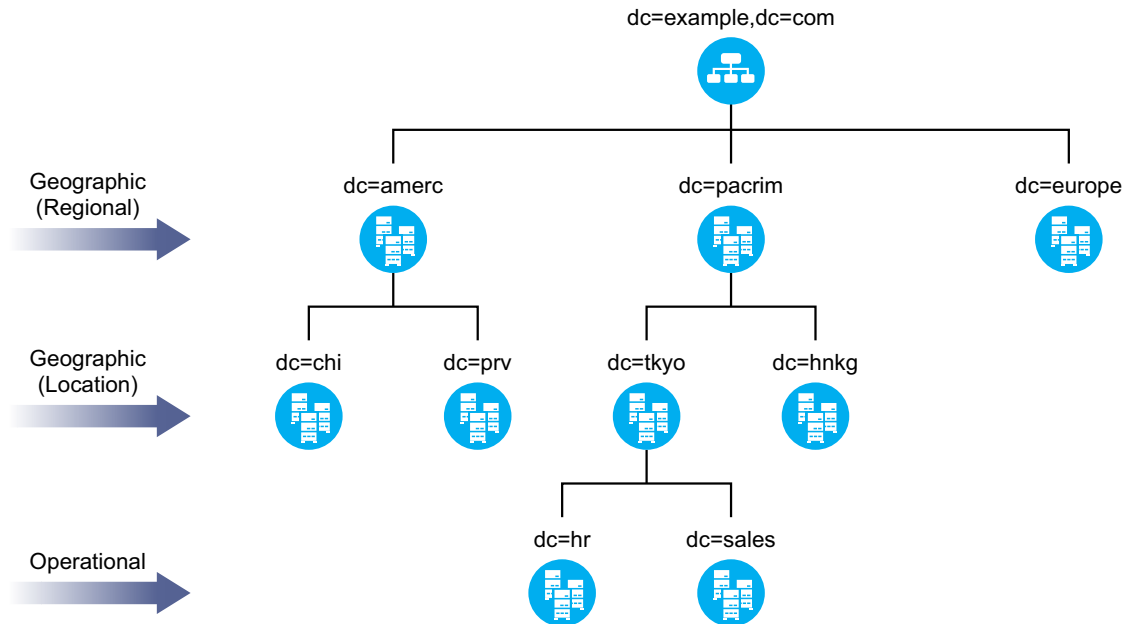 dc=example,dc=com
Geographic
(Regional)
dc=amerc
dc=pacrim
dc=europe
Geographic
(Location)
dc=chi
dc=prv
dc=tkyo
dc=hnkg
Operational
dc=hr
dc=sales